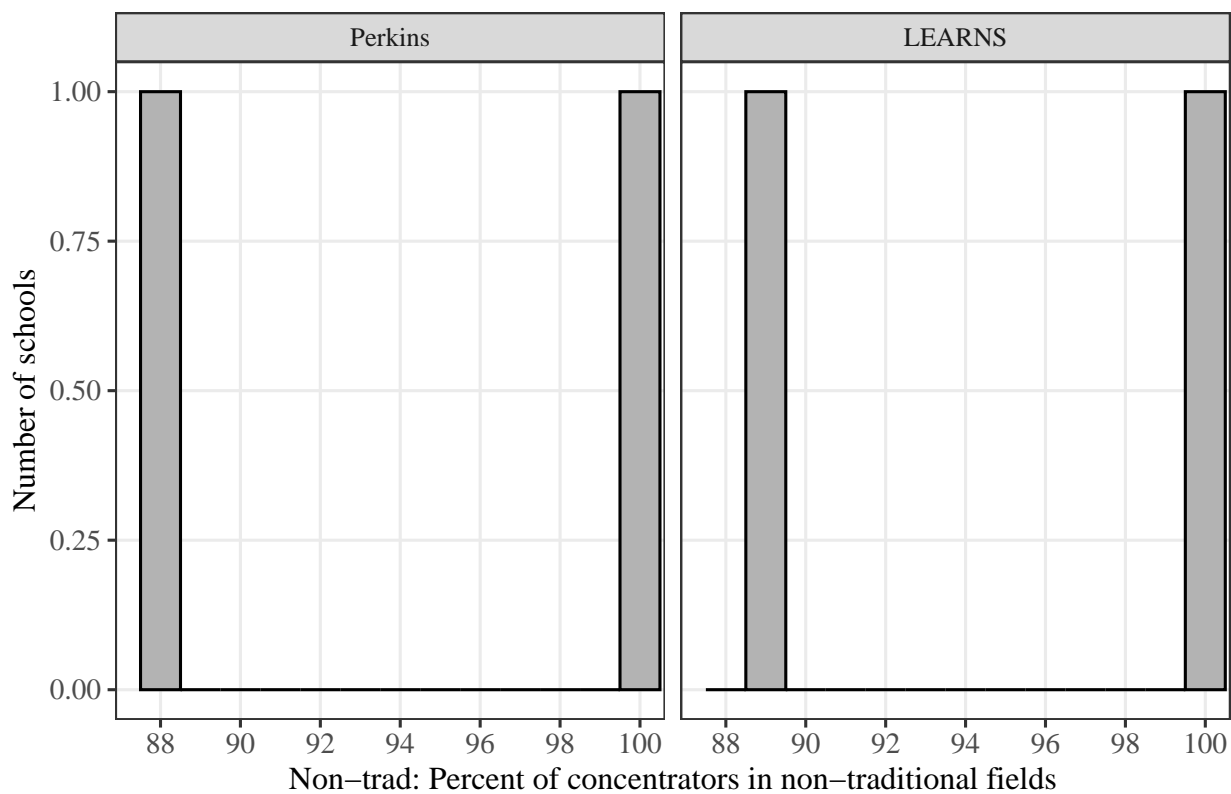 Perkins
LEARNS
1.00
0.75
0.50
0.25
0.00
Number of schools
88 90 92 94 96 98 100
88 90 92 94 96 98 100
Non−trad: Percent of concentrators in non−traditional fields